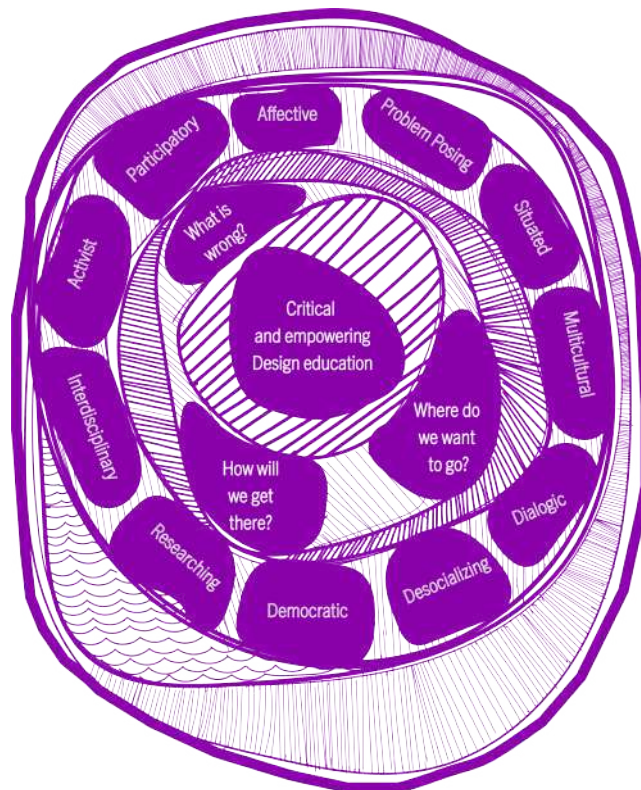 Participatory
Affective
Problem Posing
Situated
Multicultural
Dialogic
Desocializing
Democratic
Researching
Interdisciplinary
Activist
What is
wrong?
Where do
we want
to go?
How will
we get
there?
Critical
and empowering
Design education